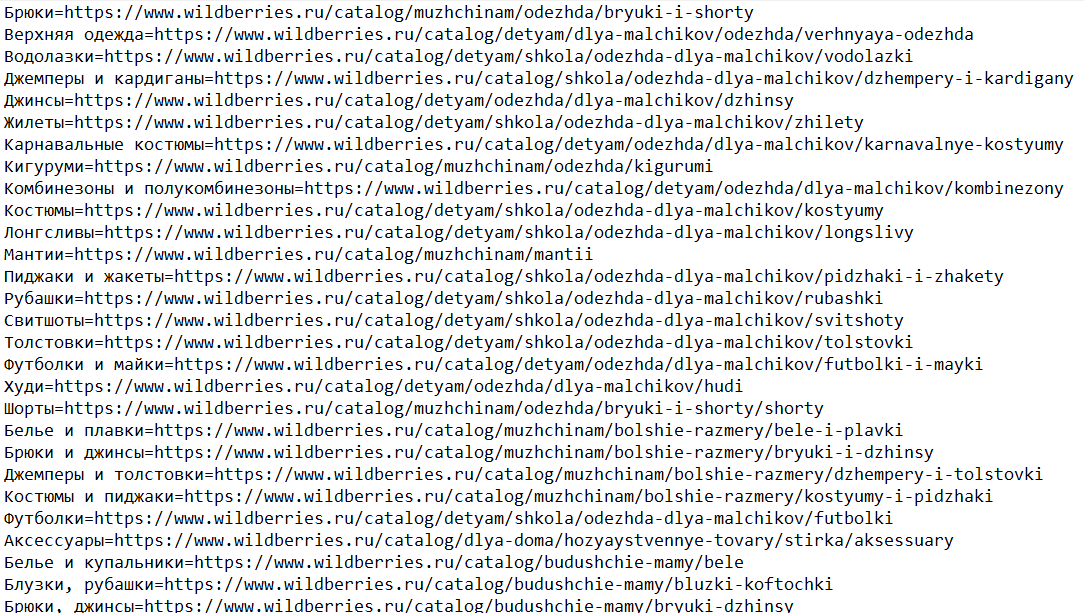 Брюки=https://www.wildberries.ru/catalog/muzhchinam/odezhda/bryuki-i-shorty
Верхняя одежда=https://www.wildberries.ru/catalog/detyam/dlya-malchikov/odezhda/verhnyaya-odezhda
Водолазки=https://www.wildberries.ru/catalog/detyam/shkola/odezhda-dlya-malchikov/vodolazki
Джемперы и кардиганы=https://www.wildberries.ru/catalog/shkola/odezhda-dlya-malchikov/dzhempery-i-kardigany
Джинсы=https://www.wildberries.ru/catalog/detyam/odezhda/dlya-malchikov/dzhinsy
Жилеты=https://www.wildberries.ru/catalog/detyam/shkola/odezhda-dlya-malchikov/zhilety
Карнавальные костюмы=https://www.wildberries.ru/catalog/detyam/odezhda/dlya-malchikov/karnavalnye-kostyumy
Кигуруми=https://www.wildberries.ru/catalog/muzhchinam/odezhda/kigurumi
Комбинезоны и полукомбинезоны=https://www.wildberries.ru/catalog/detyam/odezhda/dlya-malchikov/kombinezony
Костюмы=https://www.wildberries.ru/catalog/detyam/shkola/odezhda-dlya-malchikov/kostyumy
Лонгсливы=https://www.wildberries.ru/catalog/detyam/shkola/odezhda-dlya-malchikov/longslivy
Мантии=https://www.wildberries.ru/catalog/muzhchinam/mantii
Пиджаки и жакеты=https://www.wildberries.ru/catalog/shkola/odezhda-dlya-malchikov/pidzhaki-i-zhakety
Рубашки=https://www.wildberries.ru/catalog/detyam/shkola/odezhda-dlya-malchikov/rubashki
Свитшоты=https://www.wildberries.ru/catalog/detyam/shkola/odezhda-dlya-malchikov/svitshoty
Толстовки=https://www.wildberries.ru/catalog/detyam/shkola/odezhda-dlya-malchikov/tolstovki
Футболки и майки=https://www.wildberries.ru/catalog/detyam/odezhda/dlya-malchikov/futbolki-i-mayki
Худи=https://www.wildberries.ru/catalog/detyam/odezhda/dlya-malchikov/hudi
Шорты=https://www.wildberries.ru/catalog/muzhchinam/odezhda/bryuki-i-shorty/shorty
Белье и плавки=https://www.wildberries.ru/catalog/muzhchinam/bolshie-razmery/bele-i-plavki
Брюки и джинсы=https://www.wildberries.ru/catalog/muzhchinam/bolshie-razmery/bryuki-i-dzhinsy
Джемперы и толстовки=https://www.wildberries.ru/catalog/muzhchinam/bolshie-razmery/dzhempery-i-tolstovki
Костюмы и пиджаки=https://www.wildberries.ru/catalog/muzhchinam/bolshie-razmery/kostyumy-i-pidzhaki
Футболки=https://www.wildberries.ru/catalog/detyam/shkola/odezhda-dlya-malchikov/futbolki
Аксессуары=https://www.wildberries.ru/catalog/dlya-doma/hozyaystvennye-tovary/stirka/aksessuary
Белье и купальники=https://www.wildberries.ru/catalog/budushchie-mamy/bele
Блузки, рубашки=https://www.wildberries.ru/catalog/budushchie-mamy/bluzki-koftochki
Брюки, джинсы=https://www.wildberries.ru/catalog/budushchie-mamy/bryuki-dzhinsy